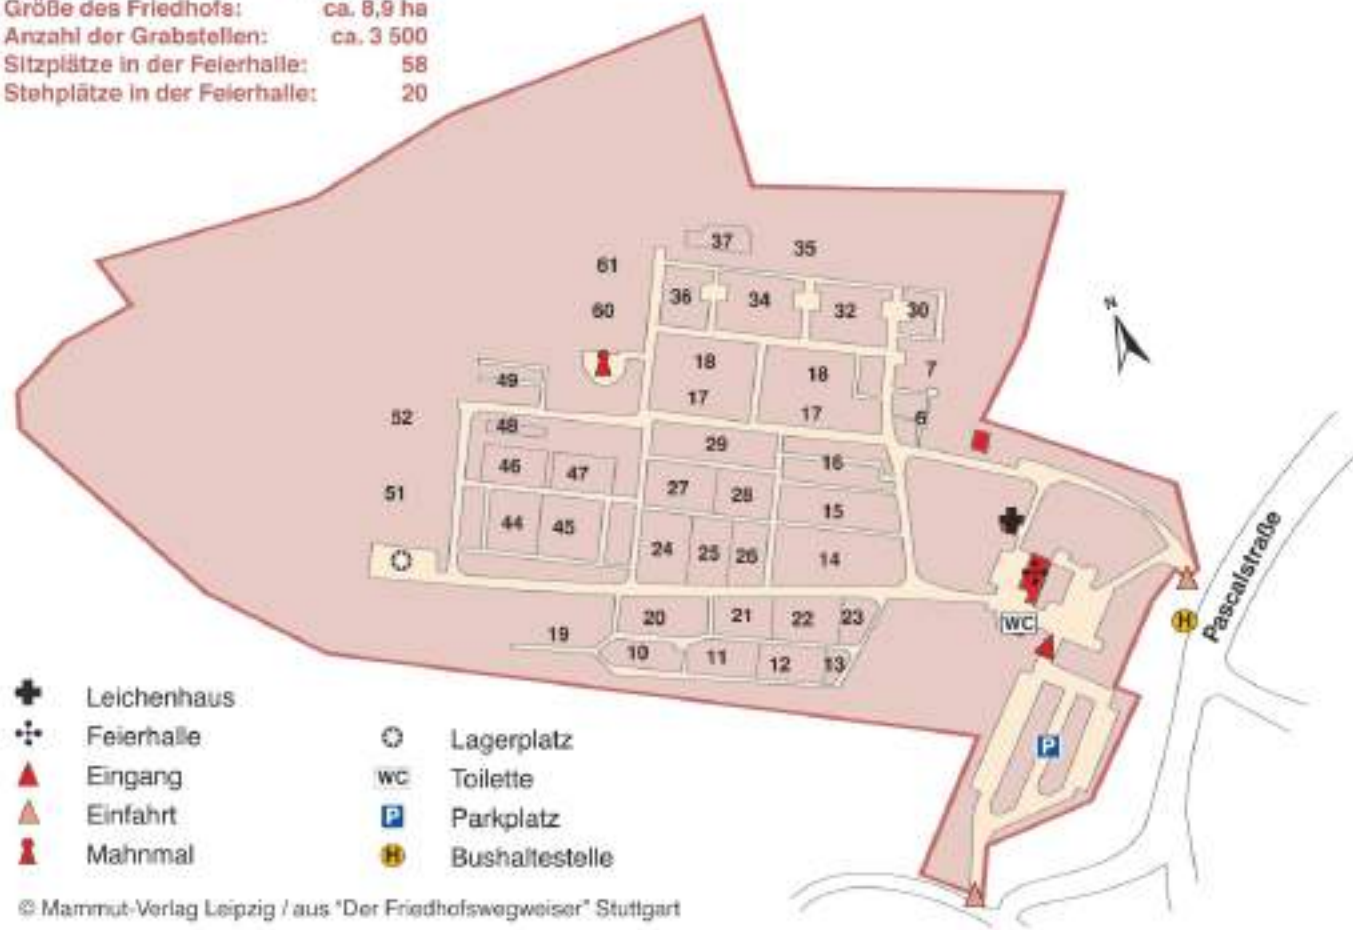 Größe des Friedhofs: ca. 8,9 ha
Anzahl der Grabstellen: ca. 3 500
Sitzplätze in der Feierhalle: 58
Stehplätze in der Feierhalle: 20
37
35
61
36
34
32
30
60
N
18
18
7
49
17
17
6
52
48
29
16
46
47
27
28
51
15
44
45
24
25
26
14
20
21
22
23
WC
H
Pascalstraße
19
10
11
12
13
P
Leichenhaus
Feierhalle
Eingang
Einfahrt
Mahnmal
Lagerplatz
WC Toilette
P Parkplatz
H Bushaltestelle
© Mammut-Verlag Leipzig / aus "Der Friedhofswegweiser" Stuttgart